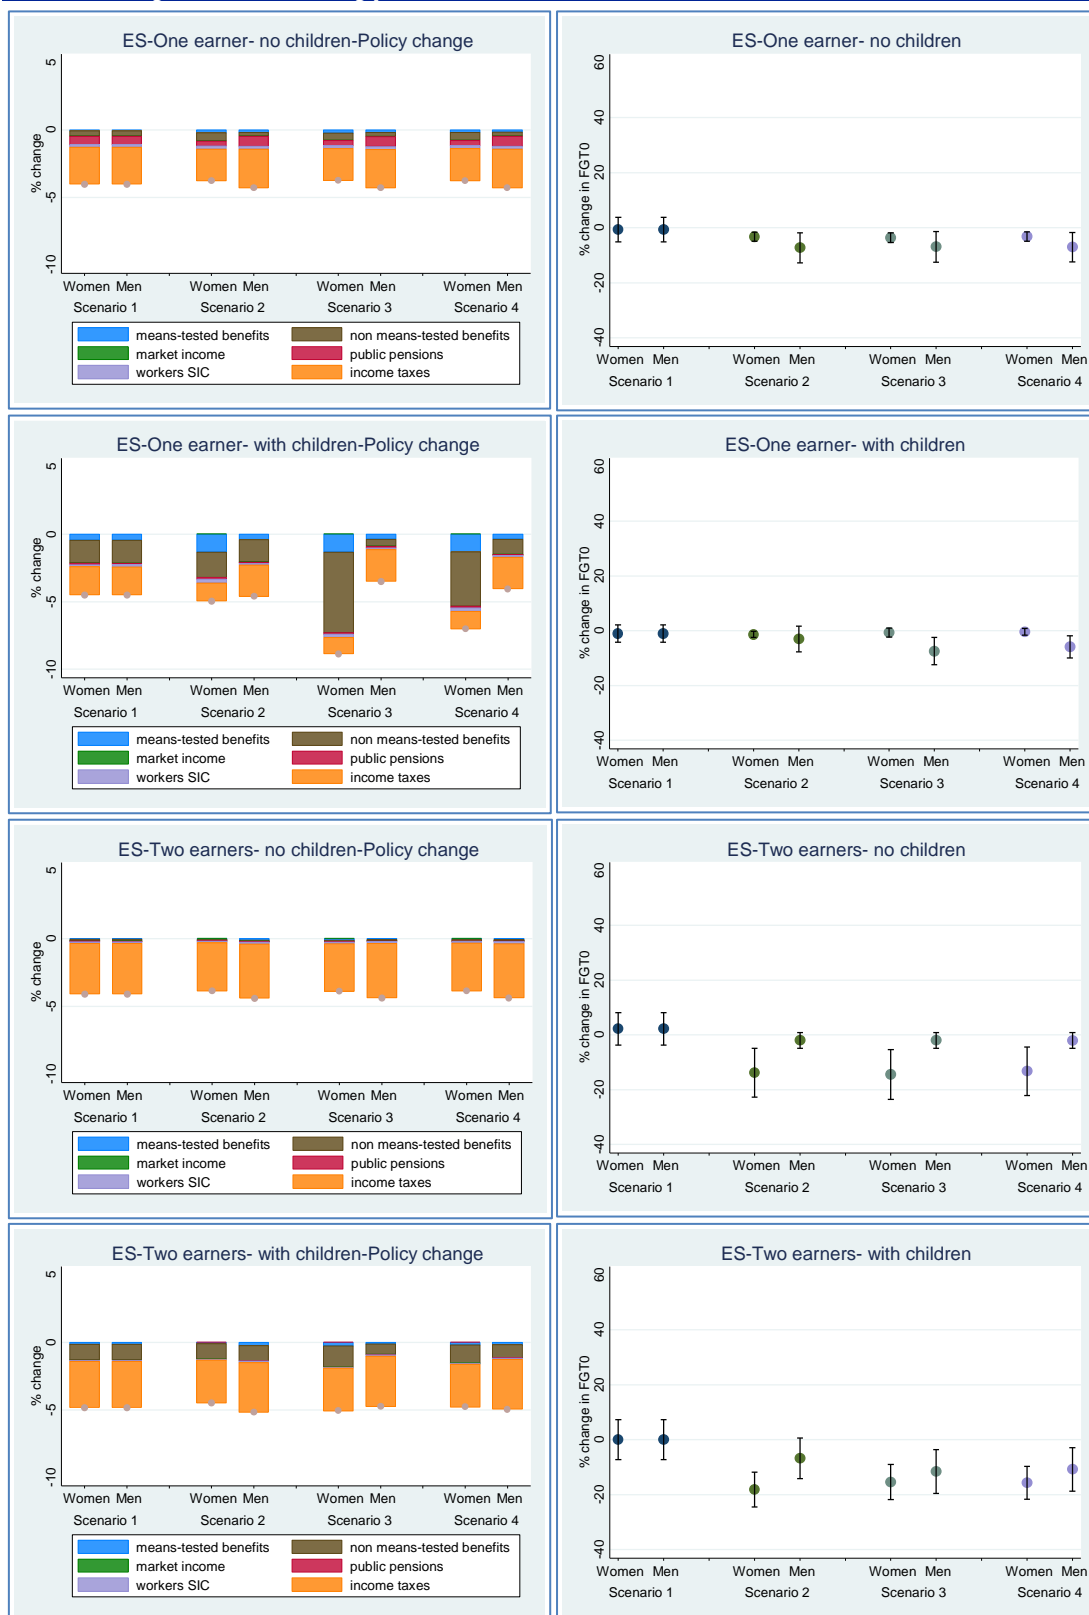 ES-One earner- no children-Policy change
5
0
-5
-10
% change
Women Men Women Men Women Men Women Men
Scenario 1 Scenario 2 Scenario 3 Scenario 4
means-tested benefits non means-tested benefits
market income public pensions
workers SIC income taxes
ES-One earner- no children
60
40
20
0
-20
-40
% change in FGT0
Women Men Women Men Women Men Women Men
Scenario 1 Scenario 2 Scenario 3 Scenario 4
ES-One earner- with children-Policy change
5
0
-5
-10
% change
Women Men Women Men Women Men Women Men
Scenario 1 Scenario 2 Scenario 3 Scenario 4
means-tested benefits non means-tested benefits
market income public pensions
workers SIC income taxes
ES-One earner- with children
60
40
20
0
-20
-40
% change in FGT0
Women Men Women Men Women Men Women Men
Scenario 1 Scenario 2 Scenario 3 Scenario 4
ES-Two earners- no children-Policy change
5
0
-5
-10
% change
Women Men Women Men Women Men Women Men
Scenario 1 Scenario 2 Scenario 3 Scenario 4
means-tested benefits non means-tested benefits
market income public pensions
workers SIC income taxes
ES-Two earners- no children
60
40
20
0
-20
-40
% change in FGT0
Women Men Women Men Women Men Women Men
Scenario 1 Scenario 2 Scenario 3 Scenario 4
ES-Two earners- with children-Policy change
5
0
-5
-10
% change
Women Men Women Men Women Men Women Men
Scenario 1 Scenario 2 Scenario 3 Scenario 4
means-tested benefits non means-tested benefits
market income public pensions
workers SIC income taxes
ES-Two earners- with children
60
40
20
0
-20
-40
% change in FGT0
Women Men Women Men Women Men Women Men
Scenario 1 Scenario 2 Scenario 3 Scenario 4